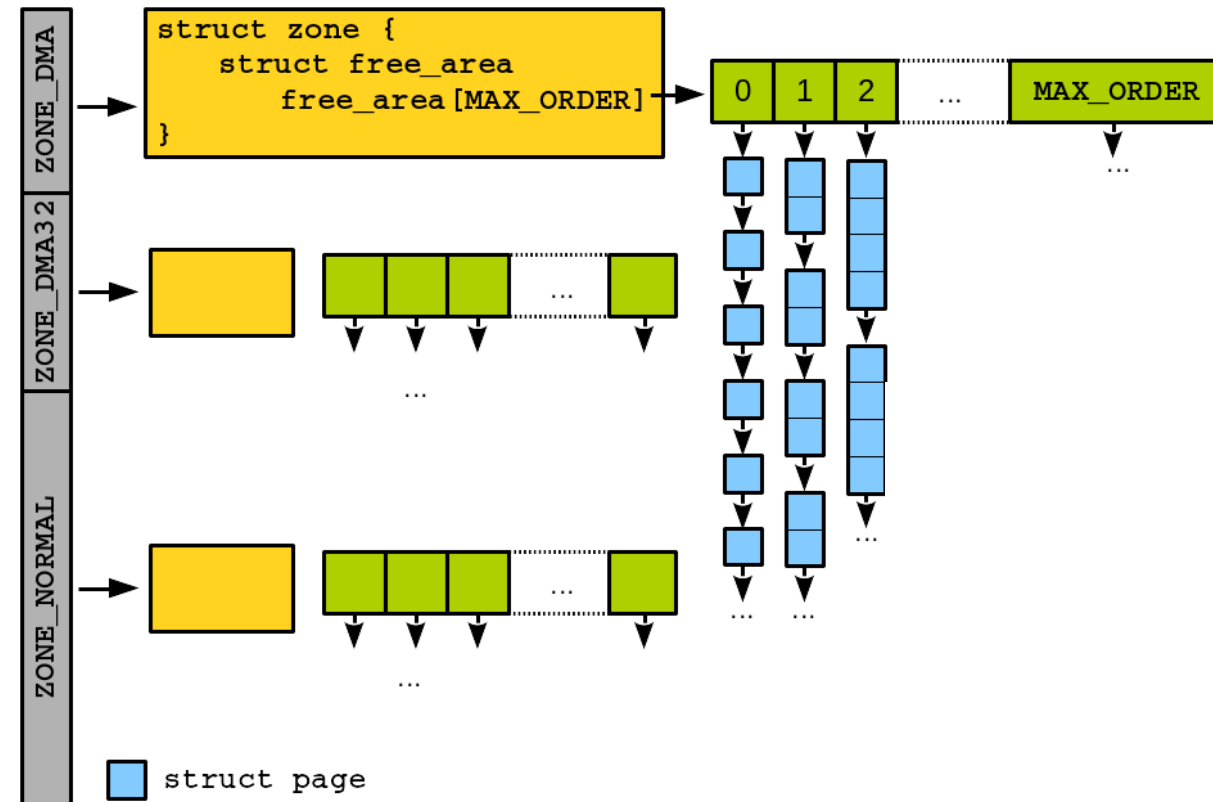 ZONE_DMA
struct zone {
struct free_area
free_area[MAX_ORDER]
}
0 1 2 ... MAX_ORDER
...
ZONE_DMA32
...
...
...
ZONE_NORMAL
...
... ...
...
struct page